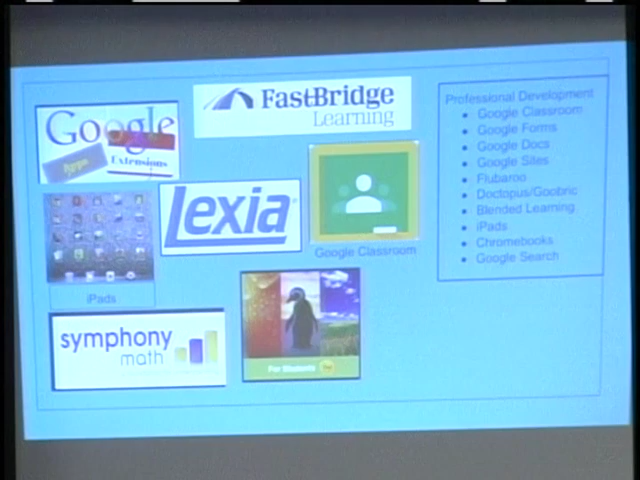 Google
Apps
Extensions
FastBridge
Learning
Lexia
Google Classroom
iPads
symphony
math
For Students
Professional Development
Google Classroom
Google Forms
Google Docs
Google Sites
Flubaroo
Doctopus/Goobric
Blended Learning
iPads
Chromebooks
Google Search